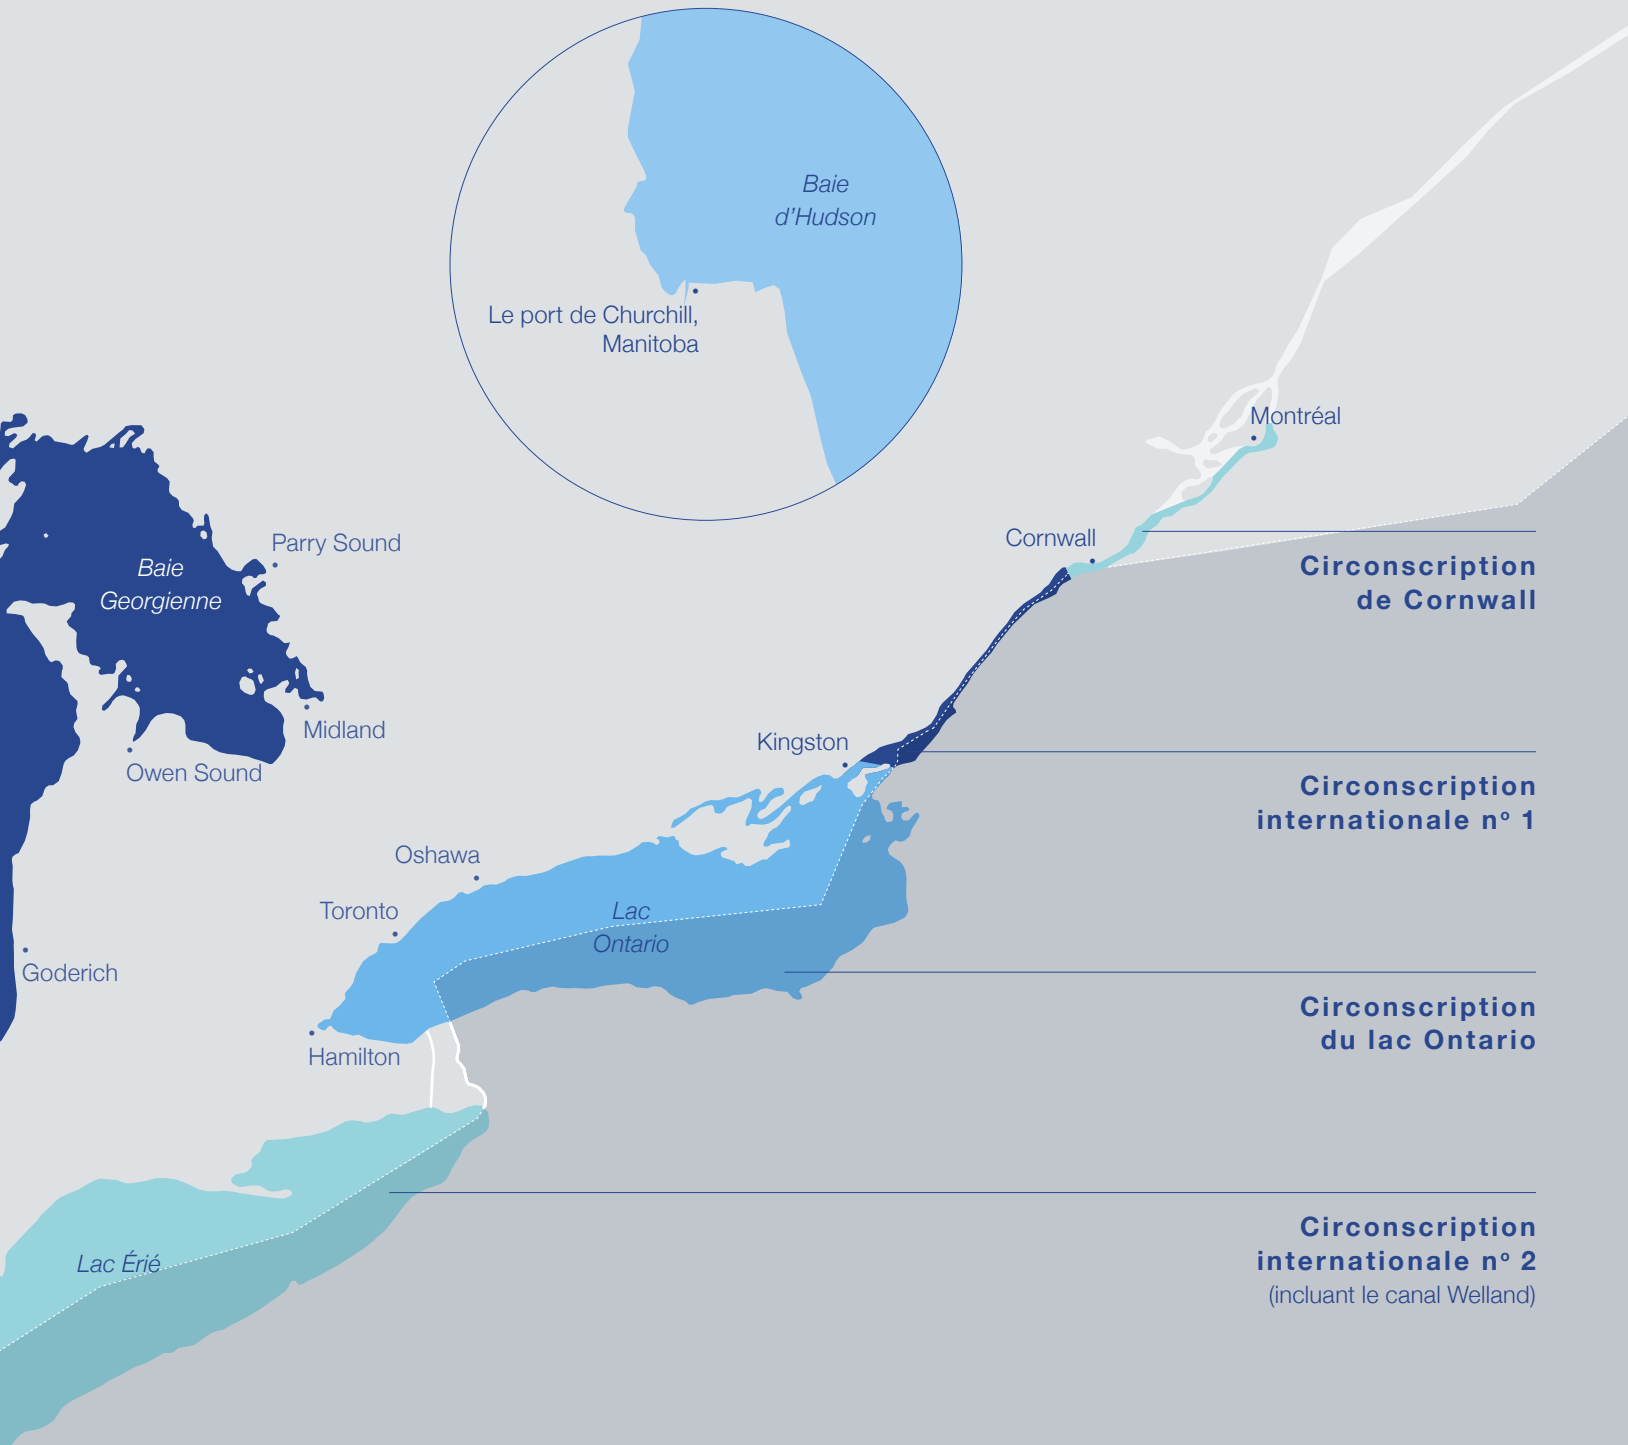 Baie
d’Hudson
Le port de Churchill,
Manitoba
Montréal
Cornwall
Parry Sound
Baie
Georgienne
Circonscription
de Cornwall
Midland
Owen Sound
Kingston
Circonscription
internationale nº 1
Oshawa
Toronto
Lac
Ontario
Goderich
Circonscription
du lac Ontario
Hamilton
Circonscription
internationale nº 2
(incluant le canal Welland)
Lac Érié